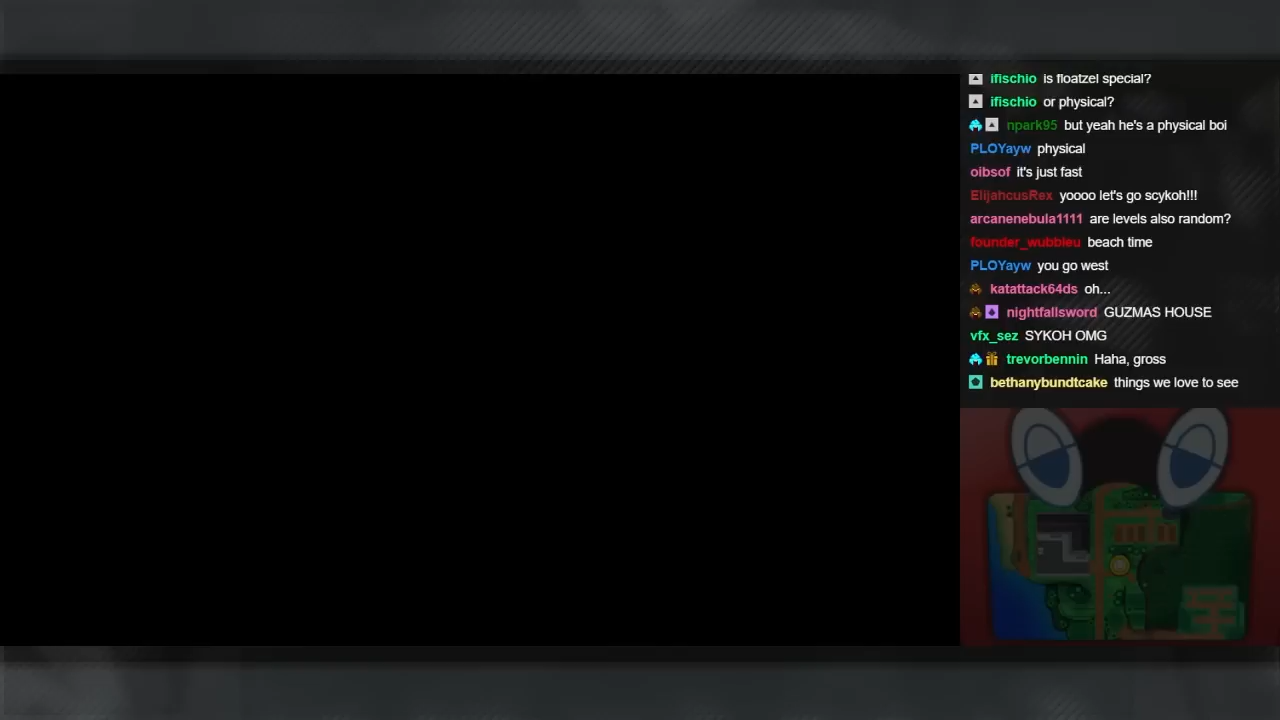 ifischio is floatzel special?
ifischio or physical?
npark95 but yeah he's a physical boi
PLOYayw physical
oibsof it's just fast
ElijahcusRex yoooo let's go scykoh!!!
arcanenebula1111 are levels also random?
founder_wubbleu beach time
PLOYayw you go west
katattack64ds oh...
nightfallsword GUZMAS HOUSE
vfx_sez SYKOH OMG
trevorbennin Haha, gross
bethanybundtcake things we love to see